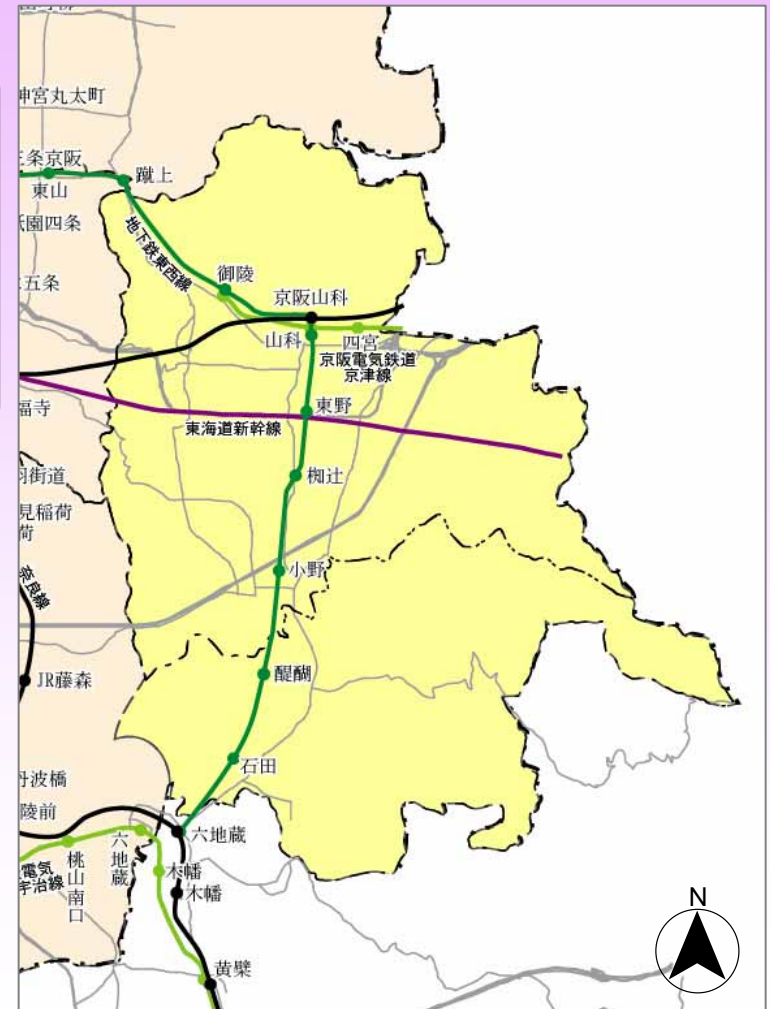 神宮丸太町
三条京阪
東山
蹴上
祇園四条
五条
地下鉄東西線
御陵
京阪山科
山科
四宮
京阪電気鉄道
京津線
東野
東海道新幹線
福寺
椥辻
羽街道
見稲荷
荷
小野
奈良線
醍醐
JR藤森
石田
丹波橋
陵前
六地蔵
六地蔵
電気
宇治線
桃山南口
木幡
木幡
黄檗
N